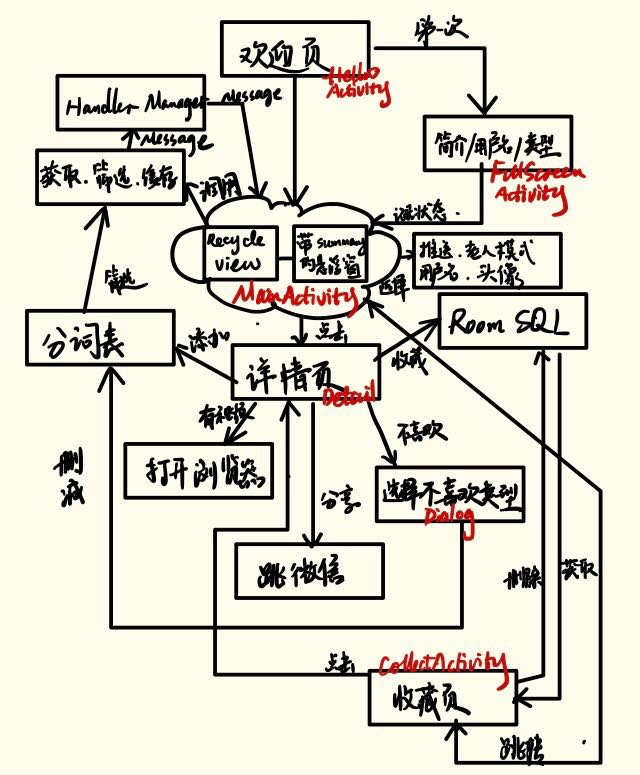 第一次
欢迎页
Hello
Activity
Handler Manager
Message
Message
简介/用户名/类型
FullScreen
Activity
获取.筛选.缓存
调用
读状态.
Recycle
View
带summary
的悬浮窗
推送.老人模式
用户名.头像
选择
MainActivity
筛选
点击
Room SQL
分词表
添加
收藏
详情页
Detail
有视频
不喜欢
删
减
打开浏览器
分享
选择不喜欢类型
Dialog
跳微信
删除
获取
点击
CollectActivity
收藏页
跳转